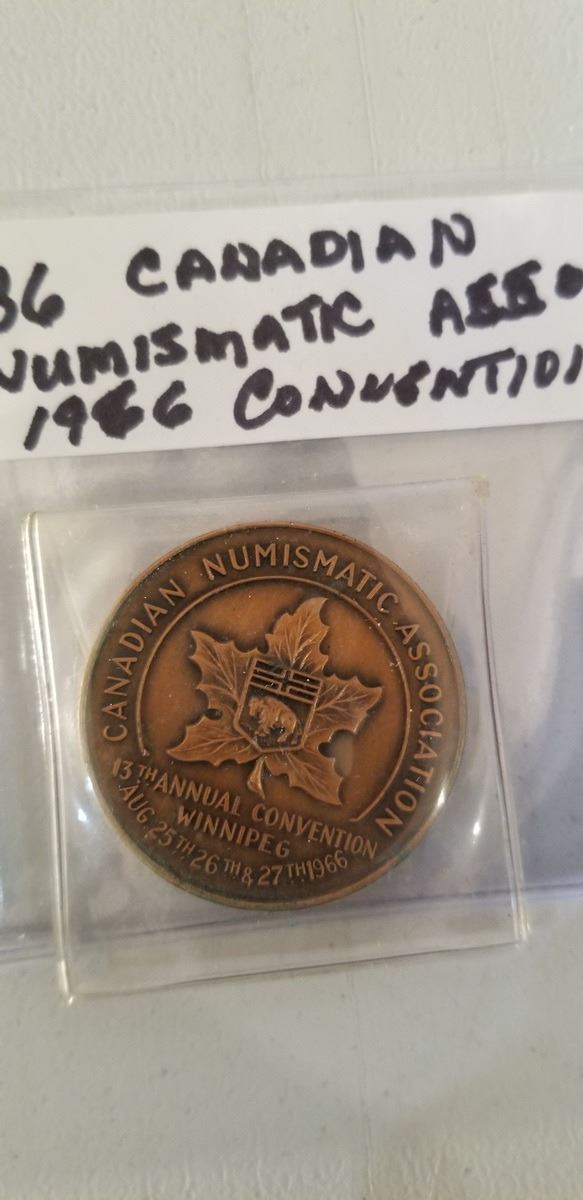 36 CANADIAN
NUMISMATIC ASSO
1966 CONVENTION
CANADIAN NUMISMATIC ASSOCIATION
13TH ANNUAL CONVENTION
WINNIPEG
AUG 25TH 26TH & 27TH 1966